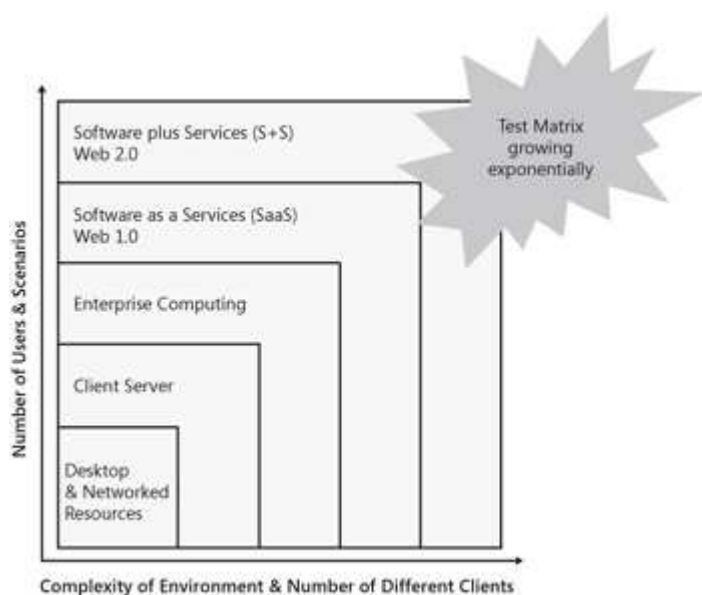 Software plus Services (S+S)
Web 2.0
Test Matrix
growing
exponentially
Software as a Services (SaaS)
Web 1.0
Enterprise Computing
Client Server
Desktop
& Networked
Resources
Number of Users & Scenarios
Complexity of Environment & Number of Different Clients